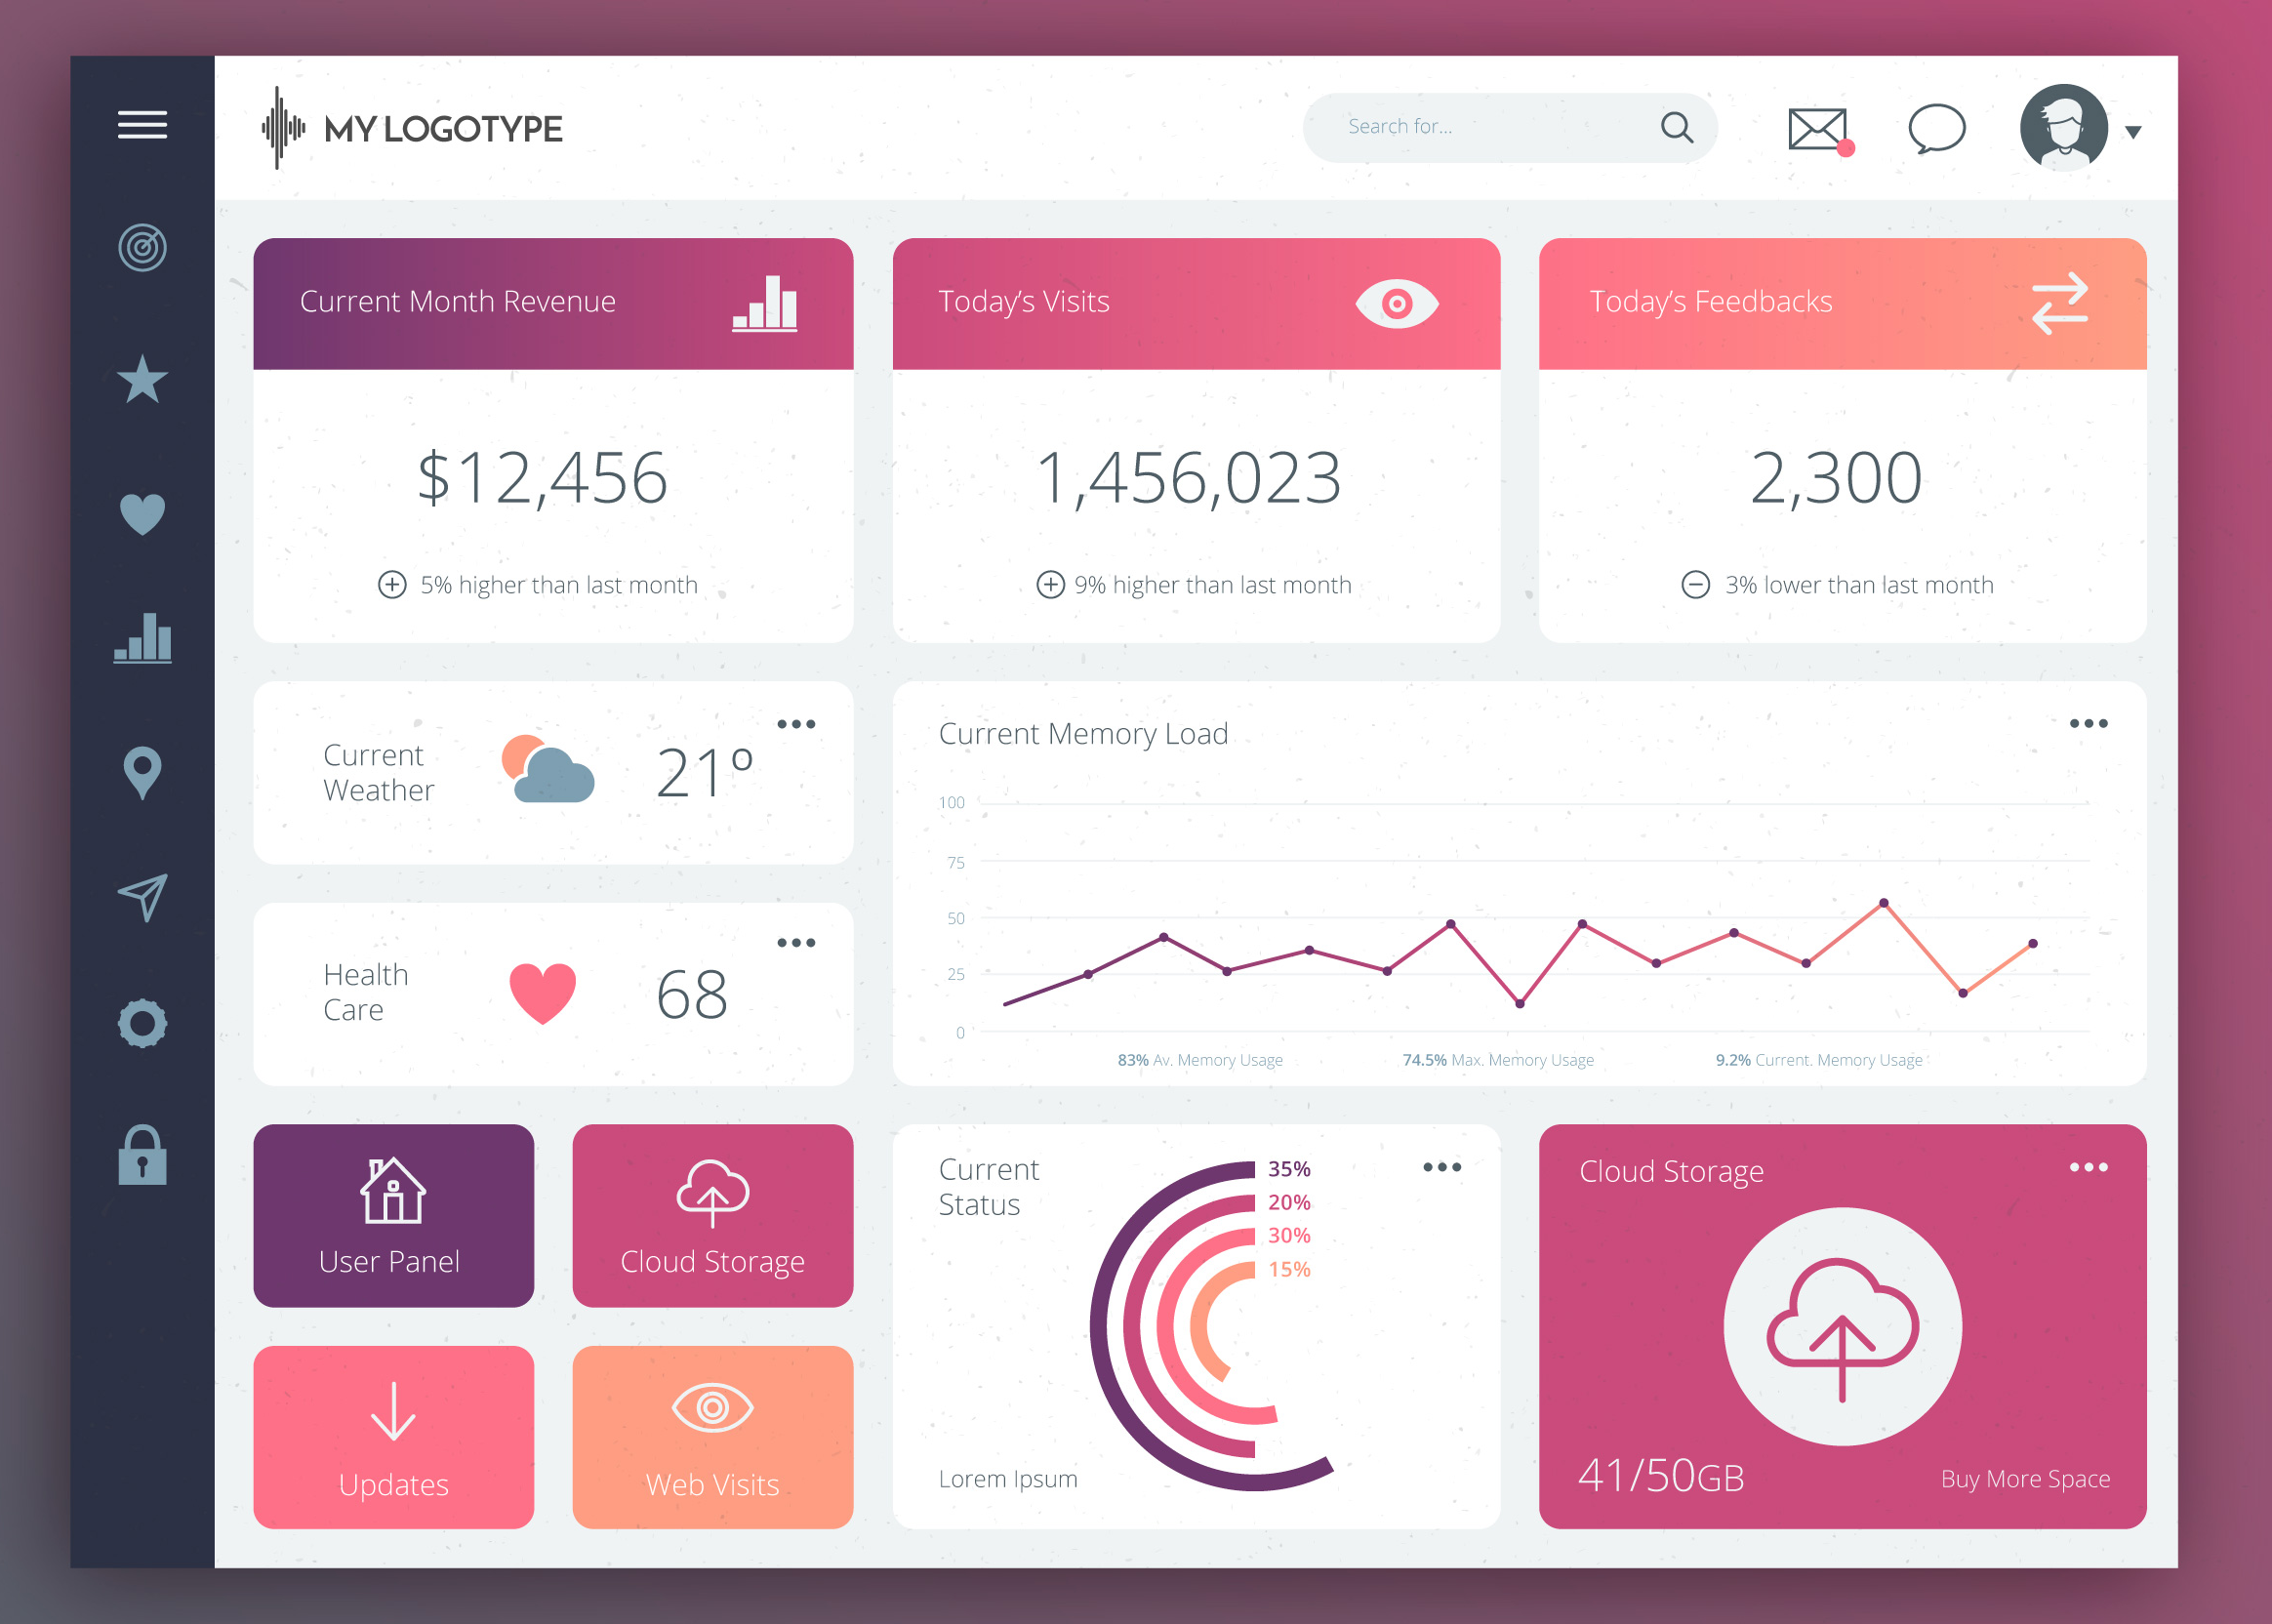 MY LOGOTYPE
Search for...
Current Month Revenue
$12,456
5% higher than last month
Today's Visits
1,456,023
9% higher than last month
Today's Feedbacks
2,300
3% lower than last month
Current
Weather
21º
Health
Care
68
Current Memory Load
100
75
50
25
0
83% Av. Memory Usage
74.5% Max. Memory Usage
9.2% Current. Memory Usage
User Panel
Cloud Storage
Updates
Web Visits
Current
Status
35%
20%
30%
15%
Lorem Ipsum
Cloud Storage
41/50GB
Buy More Space